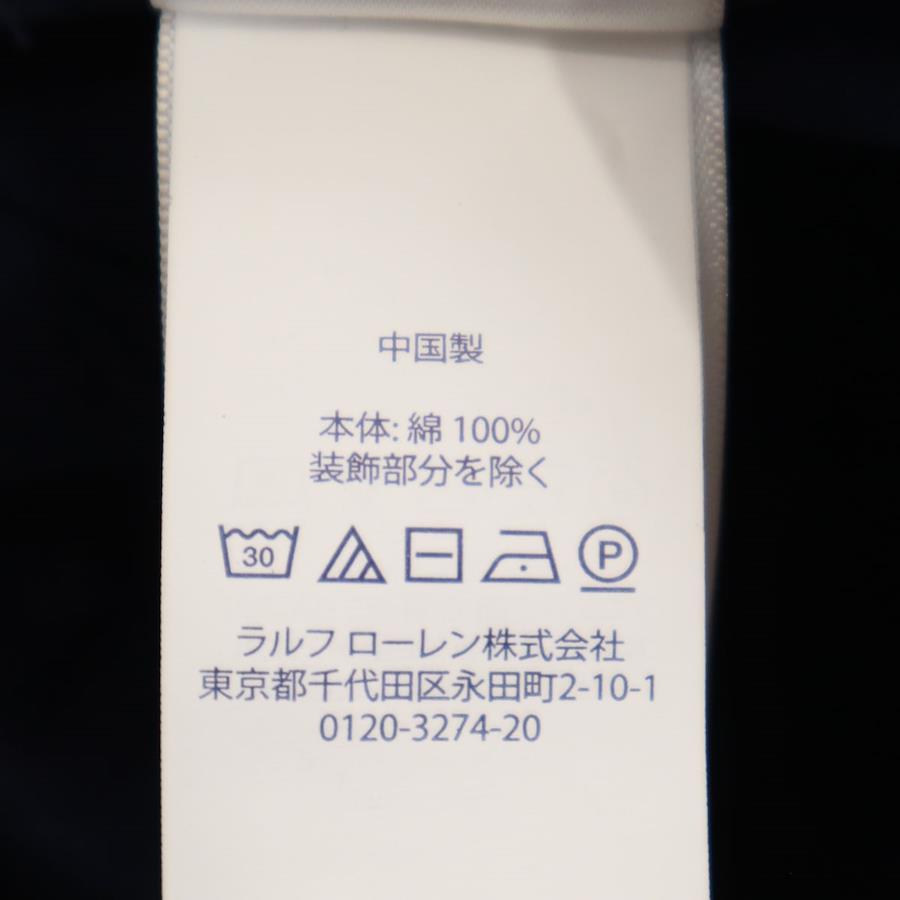 中国製
本体: 綿 100%
装飾部分を除く
30
P
ラルフ ローレン株式会社
東京都千代田区永田町2-10-1
0120-3274-20